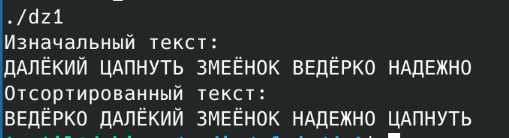 ./dz1
Изначальный текст:
ДАЛЁКИЙ ЦАПНУТЬ ЗМЕЁНОК ВЕДЁРКО НАДЕЖНО
Отсортированный текст:
ВЕДЁРКО ДАЛЁКИЙ ЗМЕЁНОК НАДЕЖНО ЦАПНУТЬ